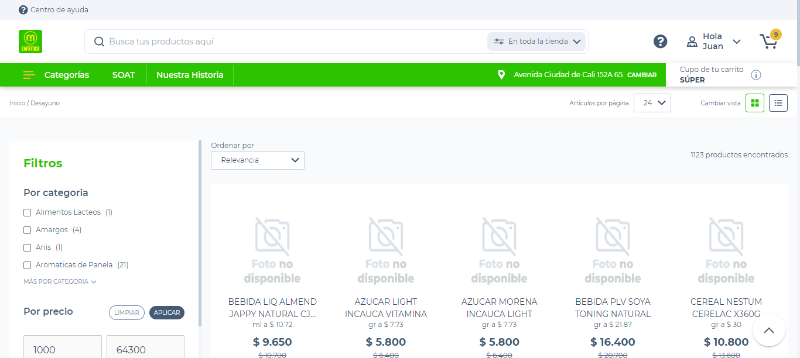 Centro de ayuda
Busca tus productos aquí
En toda la tienda
Hola
Juan
9
Categorías
SOAT
Nuestra Historia
Avenida Ciudad de Cali 152A 65 CAMBIAR
Cupo de tu carrito
SÚPER
Inicio / Desayuno
Artículos por página
24
Cambiar vista
Filtros
Ordenar por
Relevancia
1123 productos encontrados
Por categoria
Alimentos Lacteos (1)
Amargos (4)
Anis (1)
Aromaticas de Panela (21)
MÁS POR CATEGORIA
Por precio
LIMPIAR
APLICAR
1000
64300
Foto no
disponible
Foto no
disponible
Foto no
disponible
Foto no
disponible
Foto no
disponible
BEBIDA LIQ ALMEND
JAPPY NATURAL CJ...
ml a $ 10.72
$ 9.650
$ 10.700
AZUCAR LIGHT
INCAUCA VITAMINA
gr a $ 7.73
$ 5.800
$ 6.400
AZUCAR MORENA
INCAUCA LIGHT
gr a $ 7.73
$ 5.800
$ 6.400
BEBIDA PLV SOYA
TONING NATURAL
gr a $ 21.87
$ 16.400
$ 20.700
CEREAL NESTUM
CERELAC X360G
gr a $ 30
$ 10.800
$ 13.600